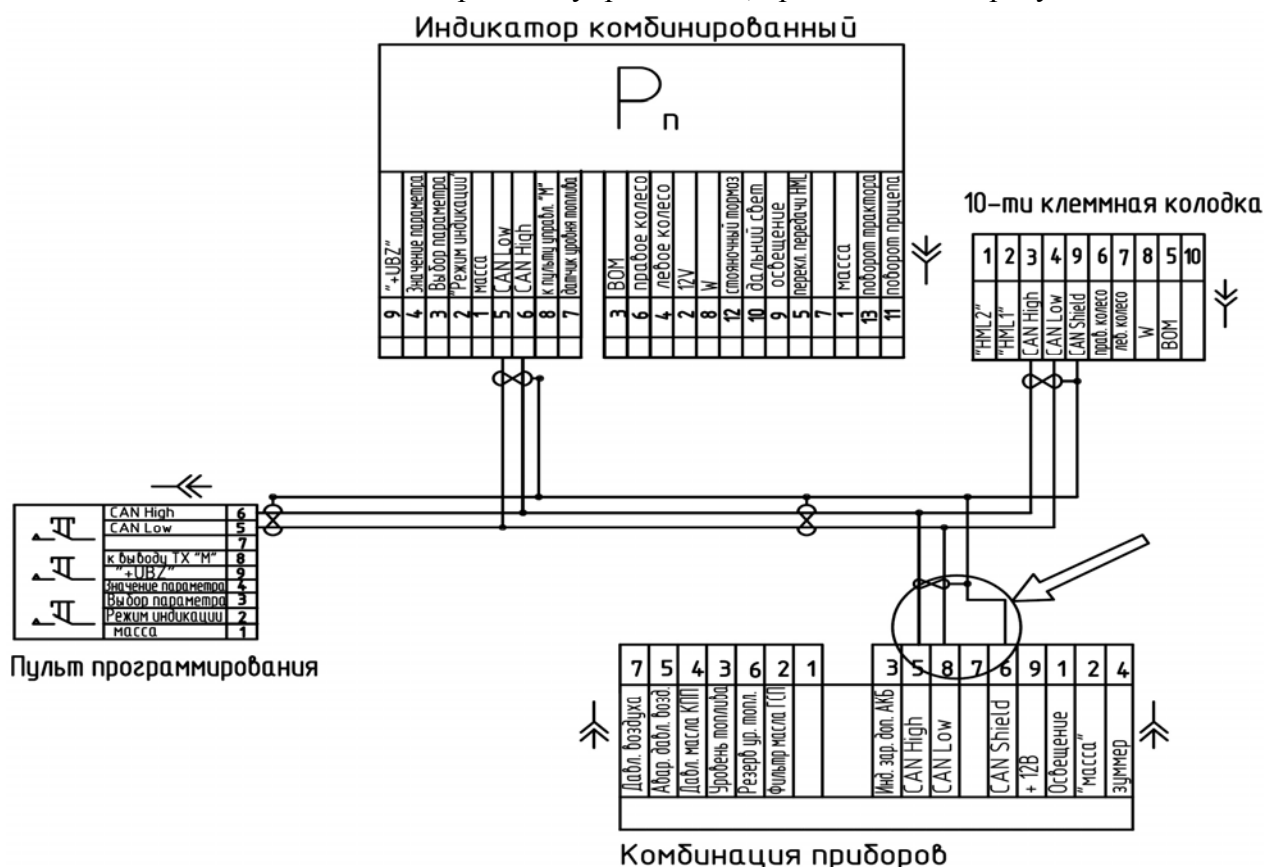 Индикатор комбинированный
Pп
9 "+UBZ"
4 Значение параметра
3 Выбор параметра
2 "Режим индикации"
1 масса
5 CAN Low
6 CAN High
8 к пульту управл. "М"
7 датчик уровня топлива
3 ВОМ
6 правое колесо
4 левое колесо
2 12V
8 W
12 стояночный тормоз
10 дальний свет
9 освещение
5 перекл. передачи HML
7
1 масса
13 поворот трактора
11 поворот прицепа
10-ти клеммная колодка
1 "HML2"
2 "HML1"
3 CAN High
4 CAN Low
9 CAN Shield
6 прав. колесо
7 лев. колесо
8 W
5 ВОМ
10
CAN High 6
CAN Low 5
7
к выводу TX "М" 8
"+UBZ" 9
Значение параметра 4
Выбор параметра 3
Режим индикации 2
масса 1
Пульт программирования
7 Давл. воздуха
5 Авар. давл. возд.
4 Давл. масла КПП
3 Уровень топлива
6 Резерв ур. топл.
2 Фильтр масла ГСП
1
3 Инд. зар. доп. АКБ
5 CAN High
8 CAN Low
7
6 CAN Shield
9 + 12В
1 Освещение
2 "масса"
4 зуммер
Комбинация приборов